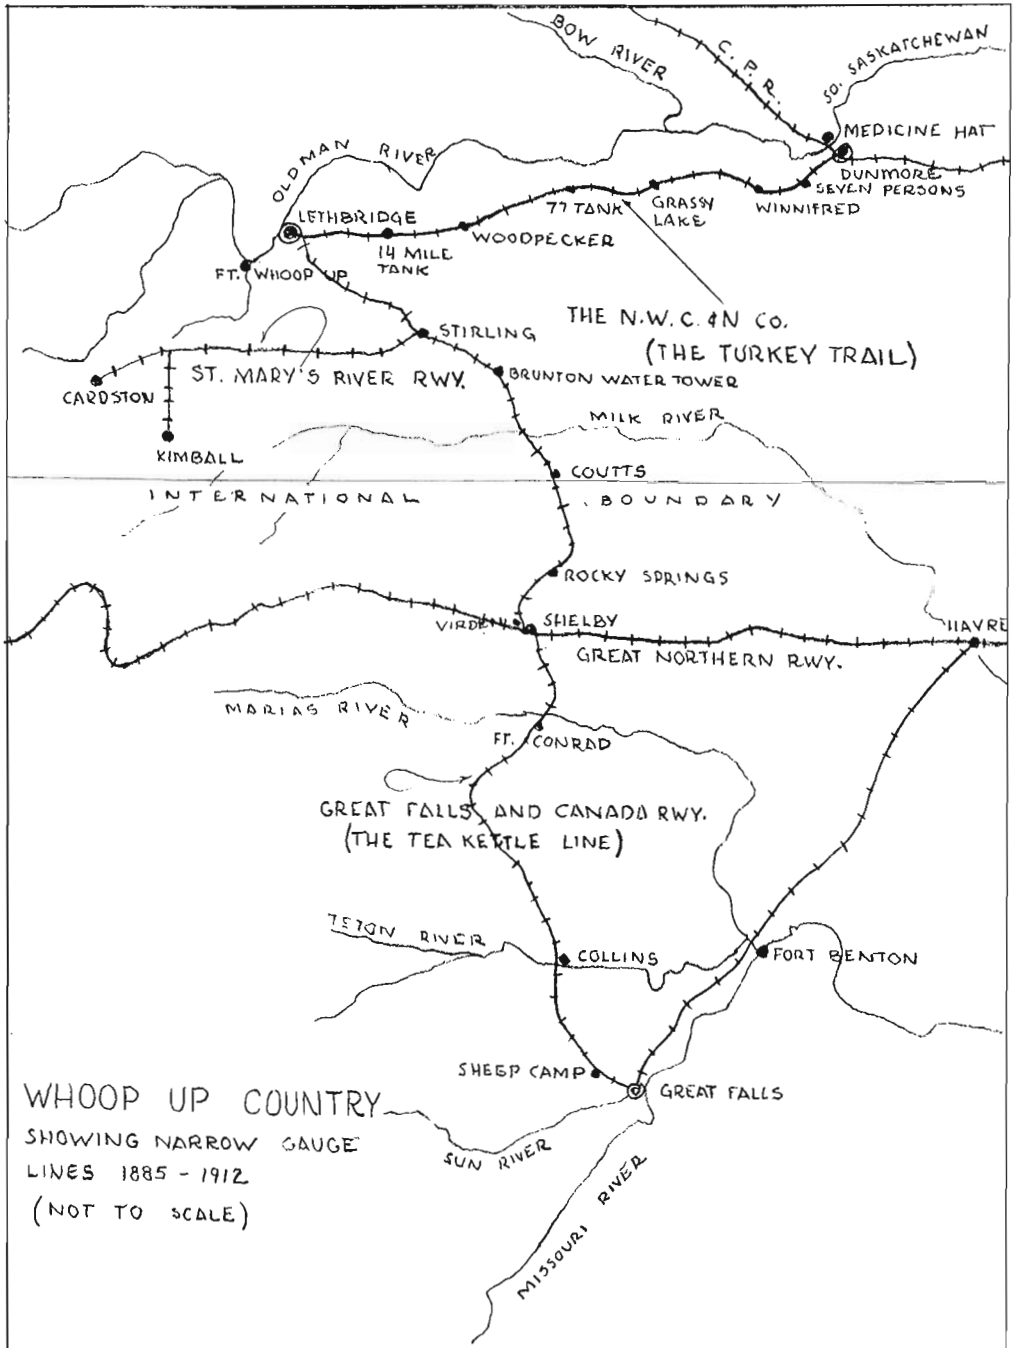 BOW RIVER
C. P. R.
SO. SASKATCHEWAN
MEDICINE HAT
DUNMORE
SEVEN PERSONS
OLDMAN RIVER
LETHBRIDGE
77 TANK
GRASSY
LAKE
WINNIFRED
WOODPECKER
14 MILE
TANK
FT. WHOOP UP
THE N.W.C. &N CO.
(THE TURKEY TRAIL)
STIRLING
ST. MARY'S RIVER RWY.
BRUNTON WATER TOWER
CARDSTON
MILK RIVER
KIMBALL
COUTTS
INTERNATIONAL BOUNDARY
ROCKY SPRINGS
VIRDEN
SHELBY
HAVRE
GREAT NORTHERN RWY.
MARIAS RIVER
FT. CONRAD
GREAT FALLS AND CANADA RWY.
(THE TEA KETTLE LINE)
TETON RIVER
COLLINS
FORT BENTON
SHEEP CAMP
GREAT FALLS
WHOOP UP COUNTRY
SHOWING NARROW GAUGE
LINES 1885 - 1912
(NOT TO SCALE)
SUN RIVER
MISSOURI RIVER